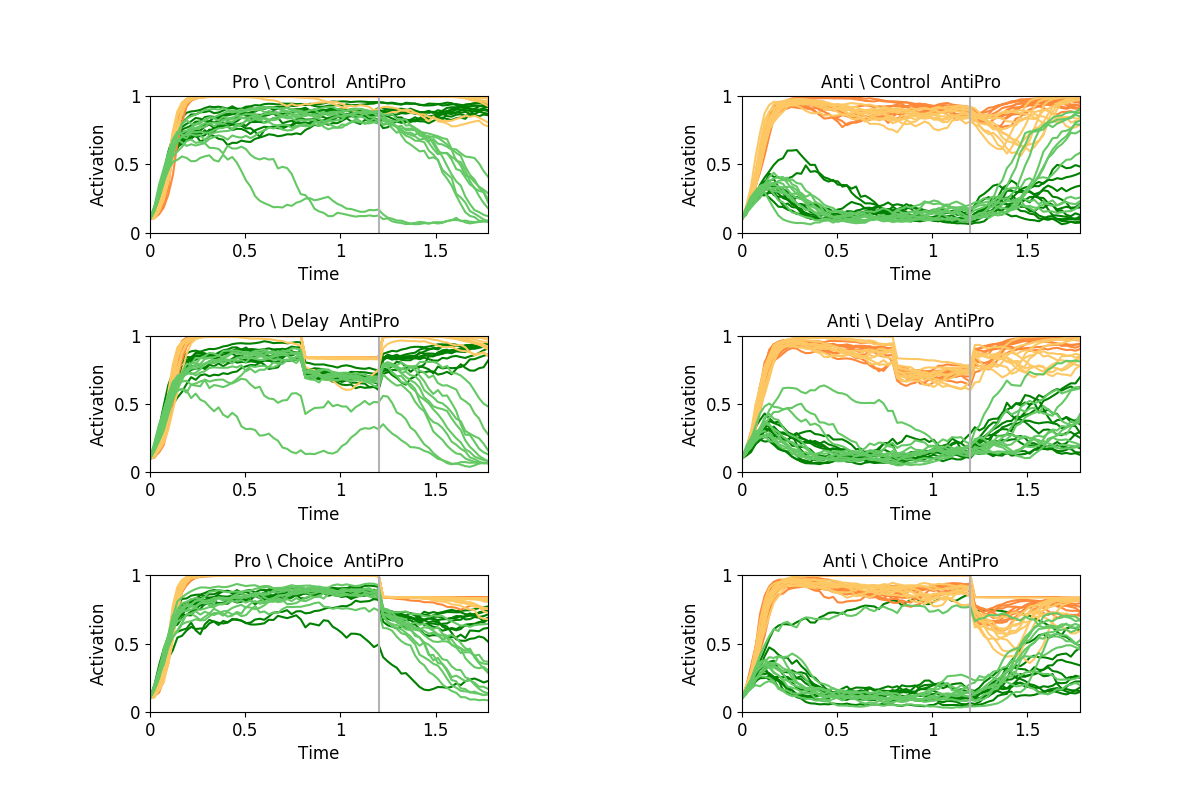 Pro \ Control  AntiPro
Anti \ Control  AntiPro
1
0.5
0
Activation
0
0.5
1
1.5
Time
1
0.5
0
Activation
0
0.5
1
1.5
Time
Pro \ Delay  AntiPro
Anti \ Delay  AntiPro
1
0.5
0
Activation
0
0.5
1
1.5
Time
1
0.5
0
Activation
0
0.5
1
1.5
Time
Pro \ Choice  AntiPro
Anti \ Choice  AntiPro
1
0.5
0
Activation
0
0.5
1
1.5
Time
1
0.5
0
Activation
0
0.5
1
1.5
Time